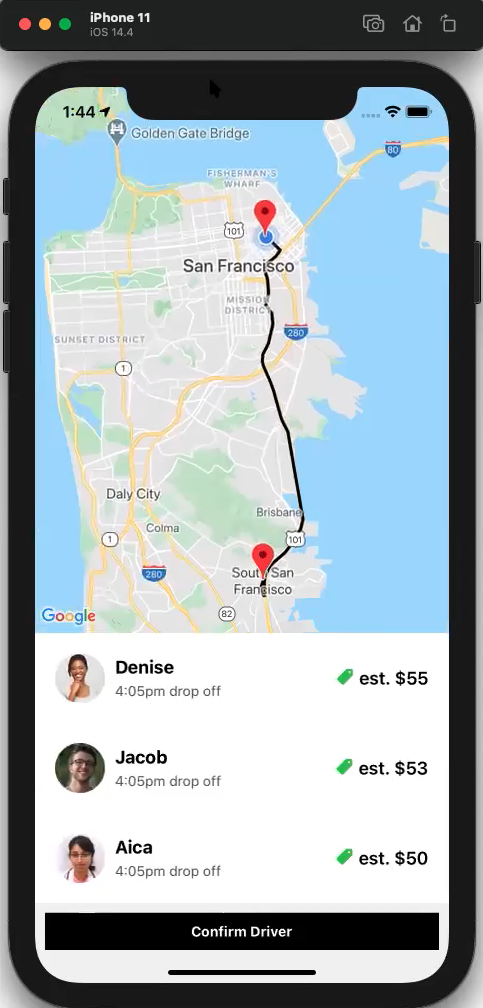 iPhone 11
iOS 14.4
1:44
Golden Gate Bridge
80
FISHERMAN'S
WHARF
101
San Francisco
MISSION
DISTRICT
280
SUNSET DISTRICT
1
Daly City
Brisbane
Colma
1
101
280
South San
Francisco
82
Google
Denise
4:05pm drop off
est. $55
Jacob
4:05pm drop off
est. $53
Aica
4:05pm drop off
est. $50
Confirm Driver